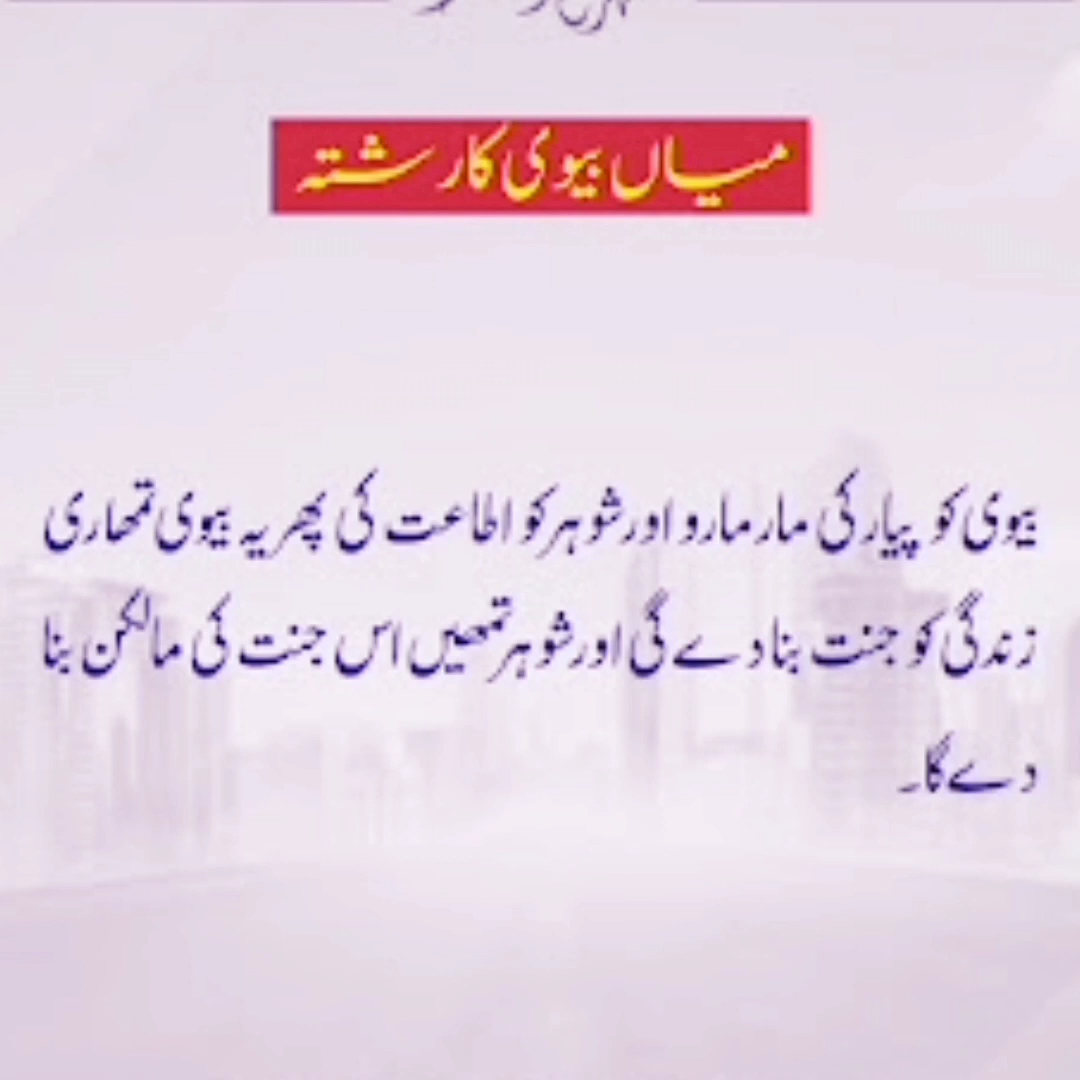 میاں بیوی کا رشتہ
بیوی کو پیار کی مار مارو اور شوہر کو اطاعت کی پھر یہ بیوی تمھاری
زندگی کو جنت بنا دے گی اور شوہر تمھیں اس جنت کی مالکن بنا
دے گا۔